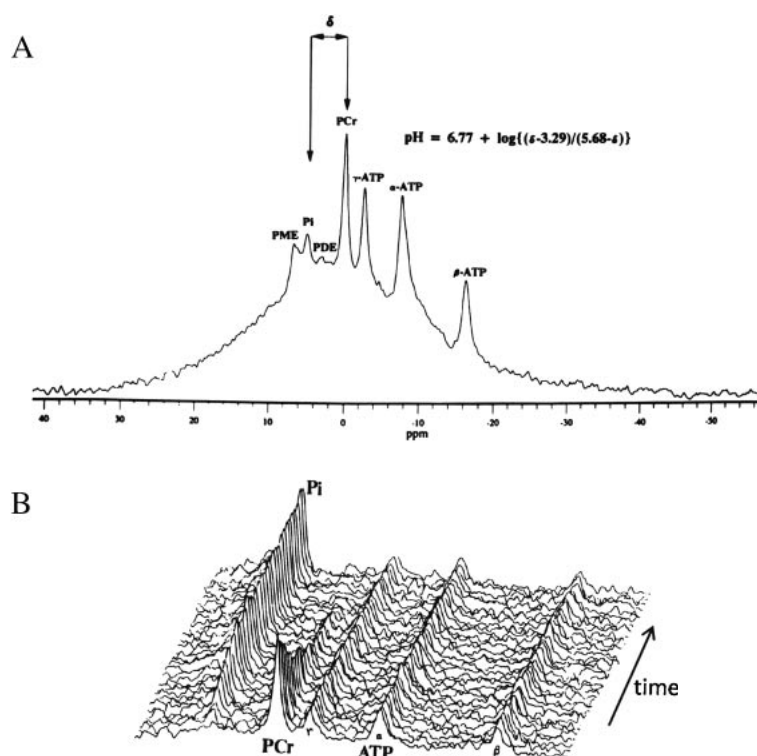 A
δ
PCr
pH = 6.77 + log{(δ-3.29)/(5.68-δ)}
γ-ATP
α-ATP
Pi
PME
PDE
β-ATP
40 30 20 10 0 -10 -20 -30 -40 -50
ppm
B
Pi
time
γ
α
β
PCr
ATP